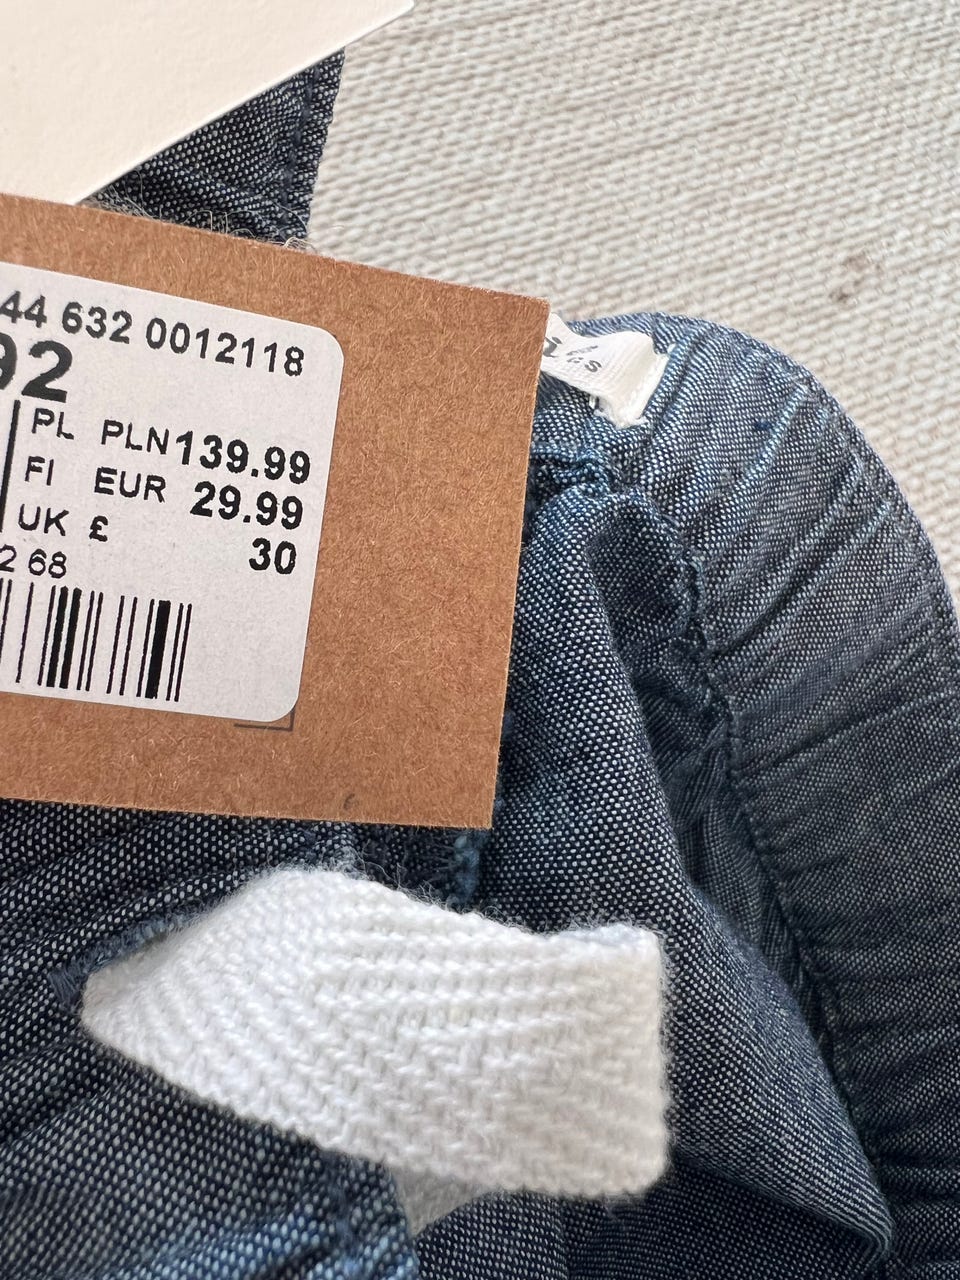 44 632 0012118
92
PL PLN139.99
FI EUR 29.99
UK £ 30
2 68